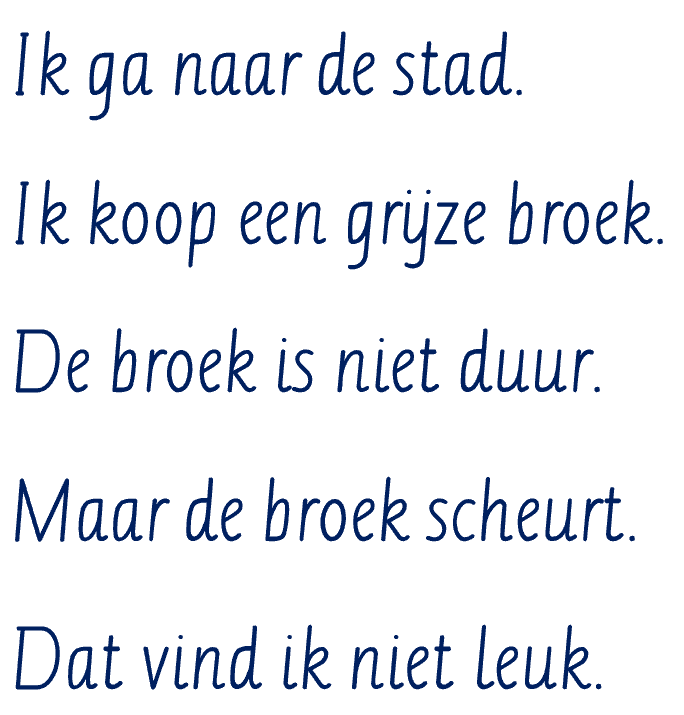 Ik ga naar de stad.
Ik koop een grijze broek.
De broek is niet duur.
Maar de broek scheurt.
Dat vind ik niet leuk.